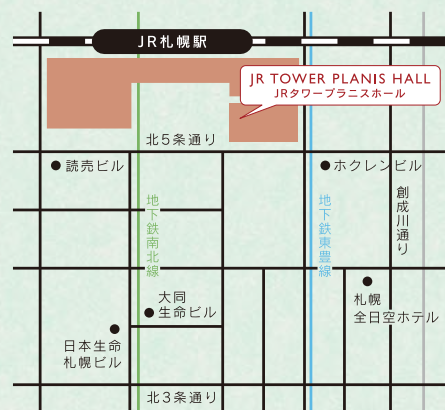 JR札幌駅
JR TOWER PLANIS HALL
JRタワープラニスホール
北5条通り
読売ビル
ホクレンビル
地下鉄南北線
地下鉄東豊線
創成川通り
大同
生命ビル
札幌
全日空ホテル
日本生命
札幌ビル
北3条通り